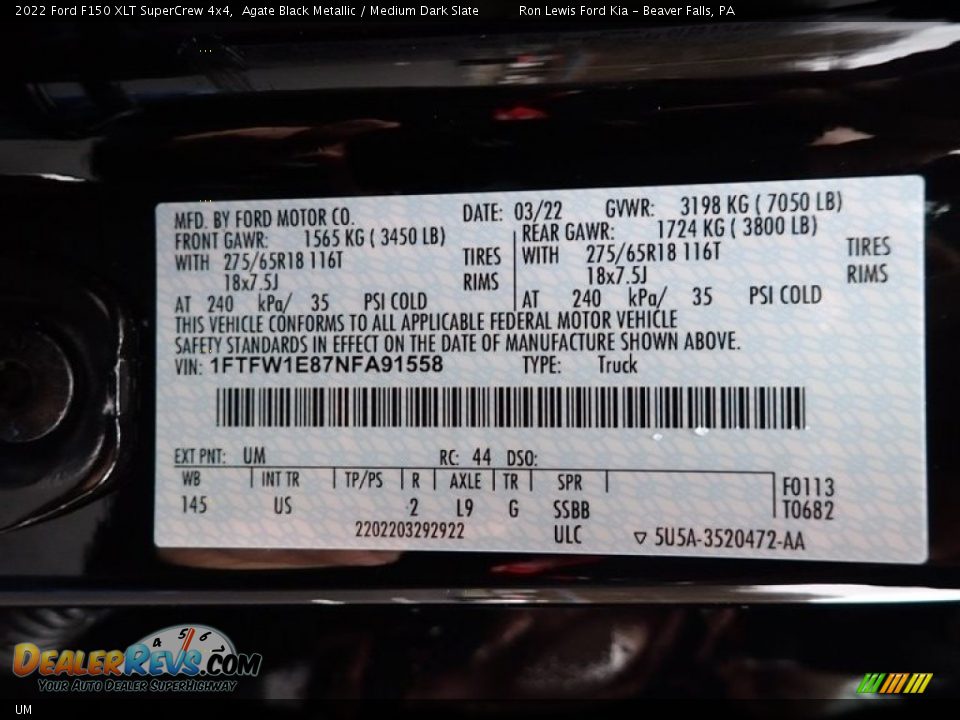 2022 Ford F150 XLT SuperCrew 4x4, Agate Black Metallic / Medium Dark Slate Ron Lewis Ford Kia - Beaver Falls, PA
MFD. BY FORD MOTOR CO. DATE: 03/22 GVWR: 3198 KG ( 7050 LB)
FRONT GAWR: 1565 KG ( 3450 LB) REAR GAWR: 1724 KG ( 3800 LB)
WITH 275/65R18 116T TIRES WITH 275/65R18 116T TIRES
18x7.5J RIMS 18x7.5J RIMS
AT 240 kPa/ 35 PSI COLD AT 240 kPa/ 35 PSI COLD
THIS VEHICLE CONFORMS TO ALL APPLICABLE FEDERAL MOTOR VEHICLE
SAFETY STANDARDS IN EFFECT ON THE DATE OF MANUFACTURE SHOWN ABOVE.
VIN: 1FTFW1E87NFA91558 TYPE: Truck
EXT PNT: UM RC: 44 DSO:
WB INT TR TP/PS R AXLE TR SPR F0113
145 US 2 L9 G SSBB T0682
2202203292922 ULC ▽ 5U5A-3520472-AA
4 5 6
DEALERREVS.COM
YOUR AUTO DEALER SUPERHIGHWAY
UM